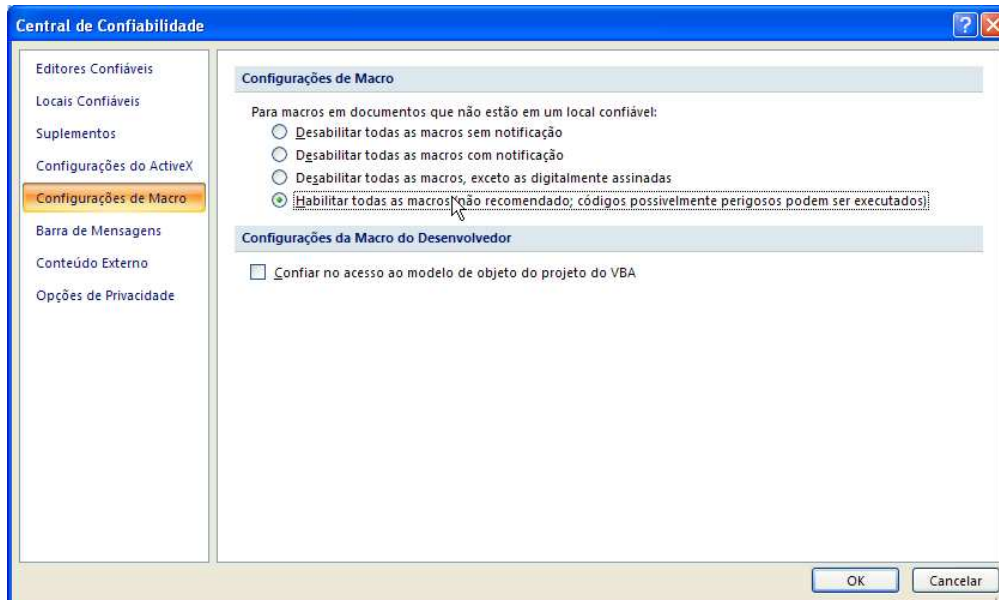 Central de Confiabilidade
Editores Confiáveis
Locais Confiáveis
Suplementos
Configurações do ActiveX
Configurações de Macro
Barra de Mensagens
Conteúdo Externo
Opções de Privacidade
Configurações de Macro
Para macros em documentos que não estão em um local confiável:
Desabilitar todas as macros sem notificação
Desabilitar todas as macros com notificação
Desabilitar todas as macros, exceto as digitalmente assinadas
Habilitar todas as macros (não recomendado; códigos possivelmente perigosos podem ser executados)
Configurações da Macro do Desenvolvedor
Confiar no acesso ao modelo de objeto do projeto do VBA
OK
Cancelar